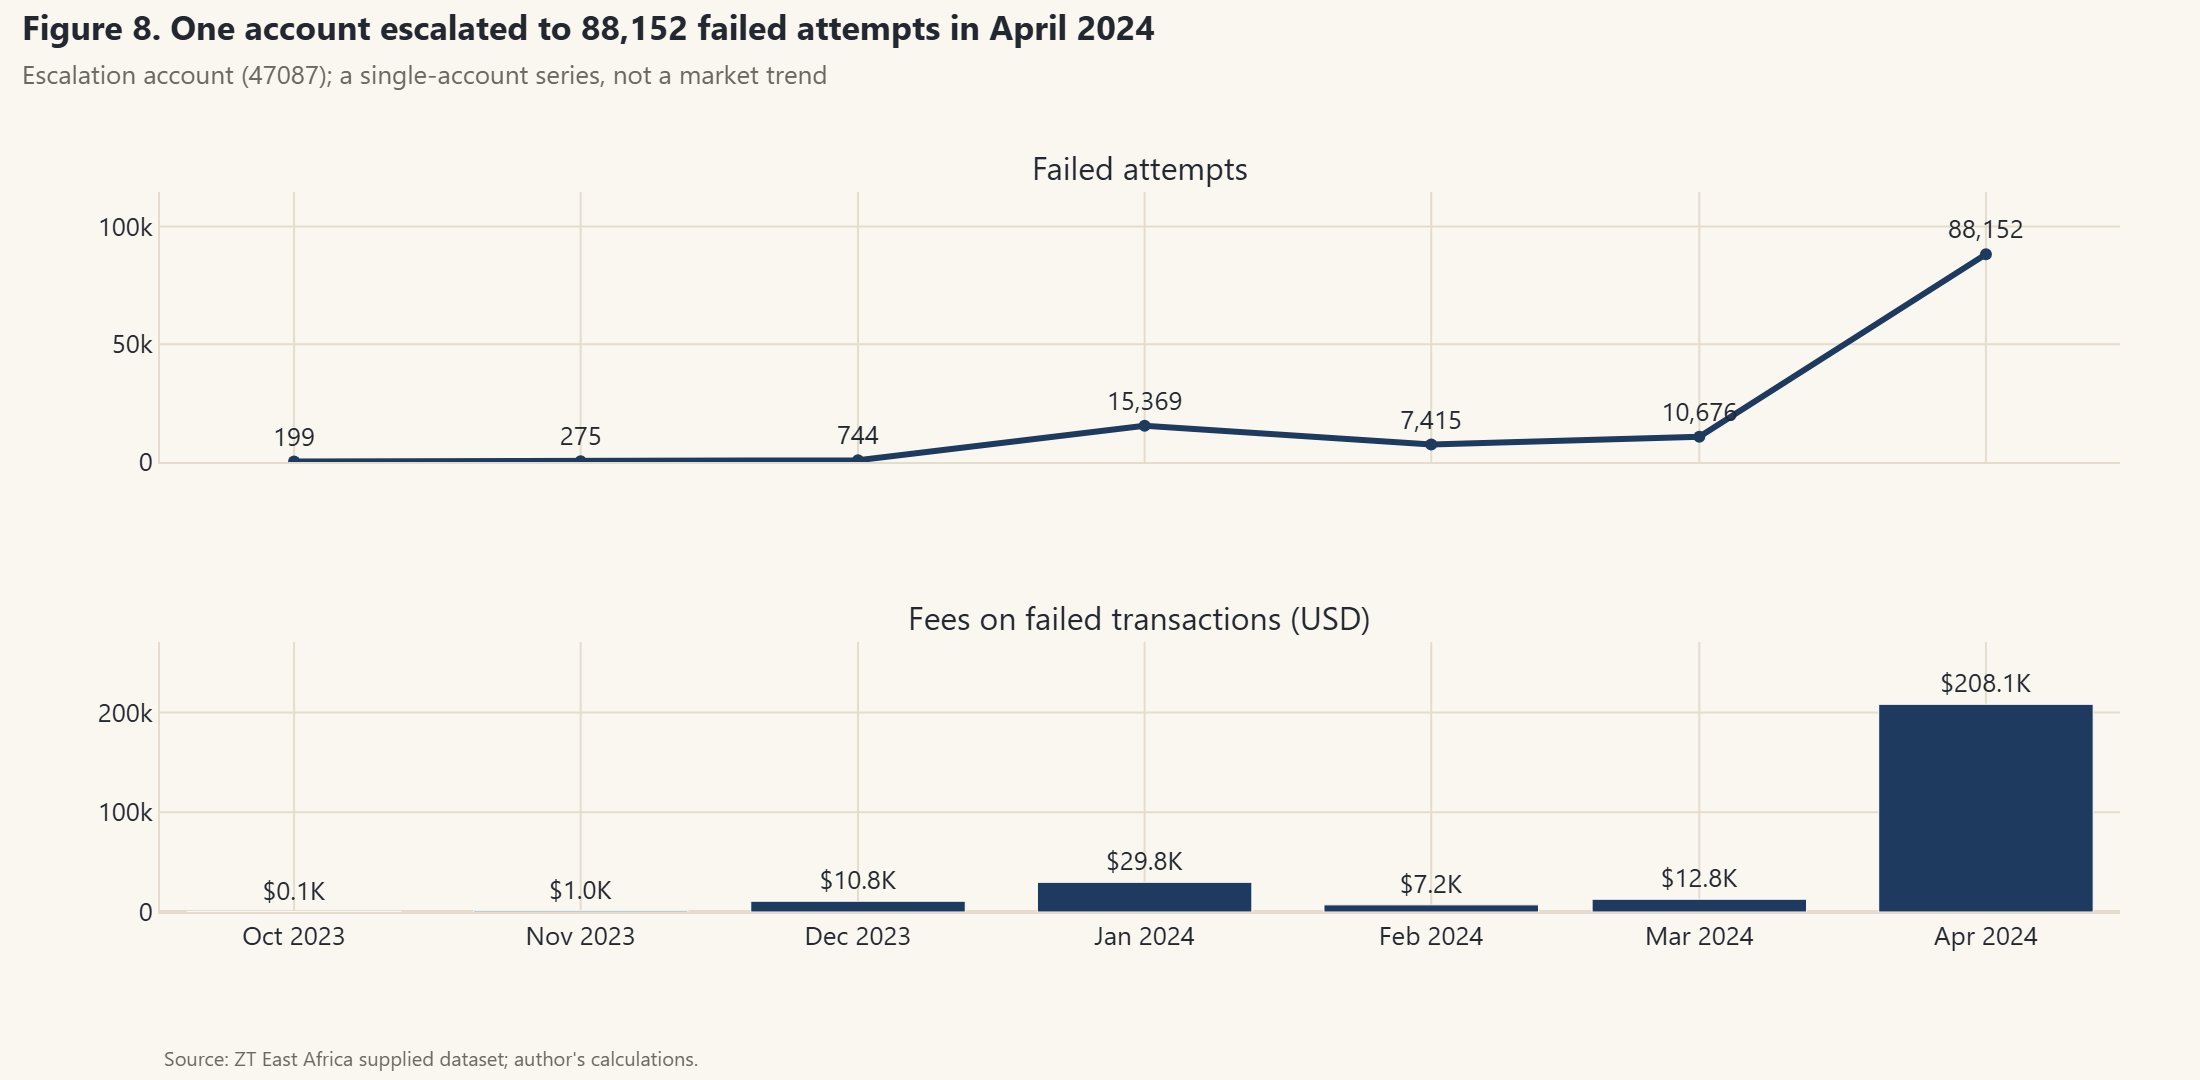 Figure 8. One account escalated to 88,152 failed attempts in April 2024
Escalation account (47087); a single-account series, not a market trend
Failed attempts
100k
50k
0
199
275
744
15,369
7,415
10,676
88,152
Fees on failed transactions (USD)
200k
100k
0
$0.1K
$1.0K
$10.8K
$29.8K
$7.2K
$12.8K
$208.1K
Oct 2023
Nov 2023
Dec 2023
Jan 2024
Feb 2024
Mar 2024
Apr 2024
Source: ZT East Africa supplied dataset; author's calculations.